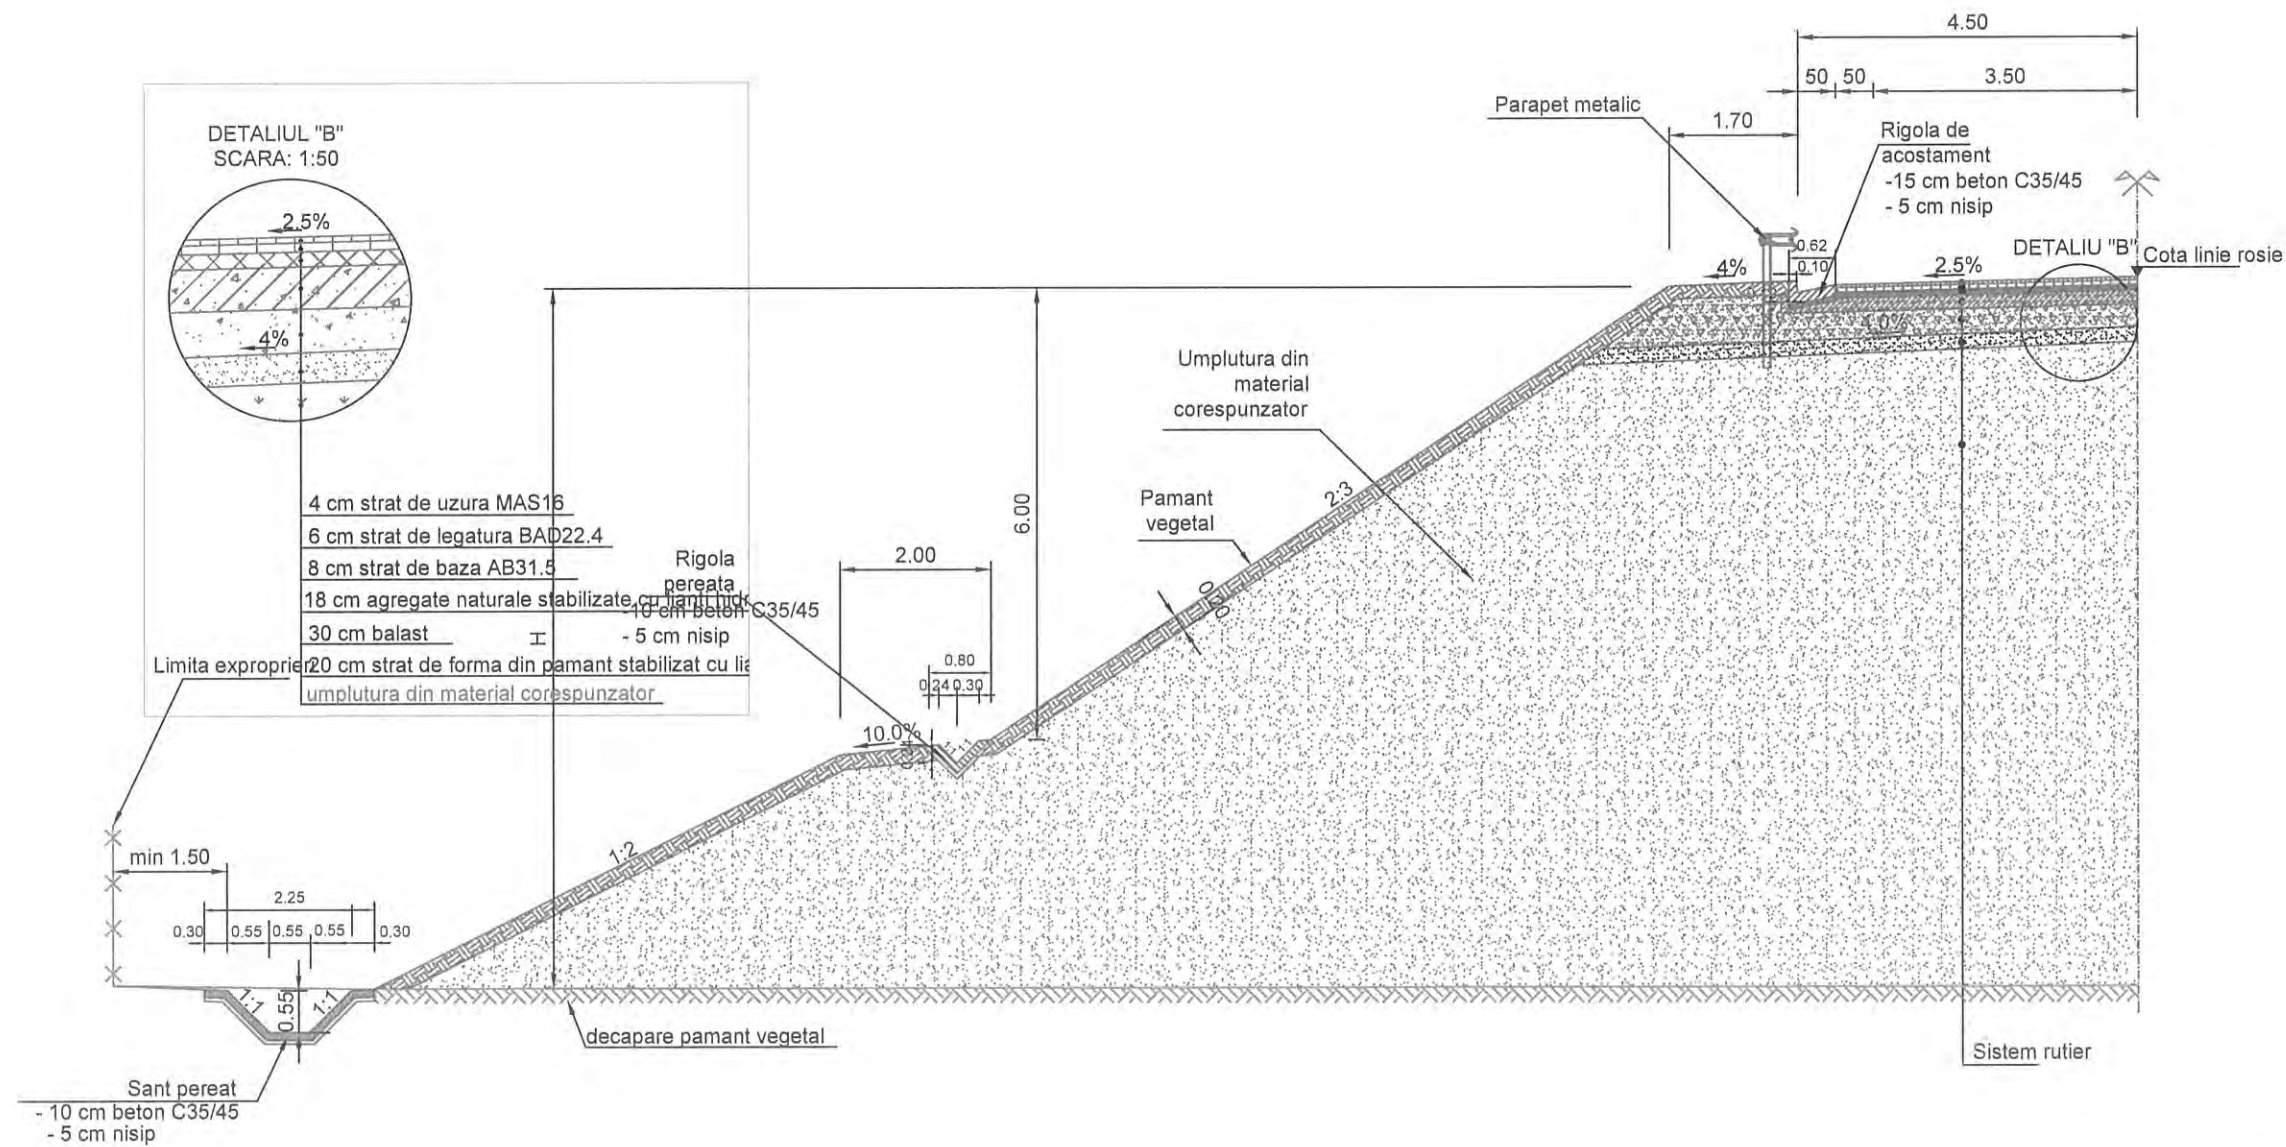 4.50
50 50 3.50
Parapet metalic
1.70
Rigola de
acostament
-15 cm beton C35/45
- 5 cm nisip
DETALIUL "B"
SCARA: 1:50
2.5%
4%
0.62
0.10
4%
2.5%
DETALIU "B"
Cota linie rosie
4.0%
Umplutura din
material
corespunzator
2:3
Pamant
vegetal
6.00
4 cm strat de uzura MAS16
6 cm strat de legatura BAD22.4
8 cm strat de baza AB31.5
18 cm agregate naturale stabilizate cu lianti hidr
30 cm balast
20 cm strat de forma din pamant stabilizat cu lia
umplutura din material corespunzator
Rigola
pereata
-10 cm beton C35/45
- 5 cm nisip
H
2.00
0.80
0.24 0.30
10.0%
1:1
Limita exproprieri
min 1.50
2.25
0.30 0.55 0.55 0.55 0.30
1:2
1:1
0.55
1:1
decapare pamant vegetal
Sant pereat
- 10 cm beton C35/45
- 5 cm nisip
Sistem rutier